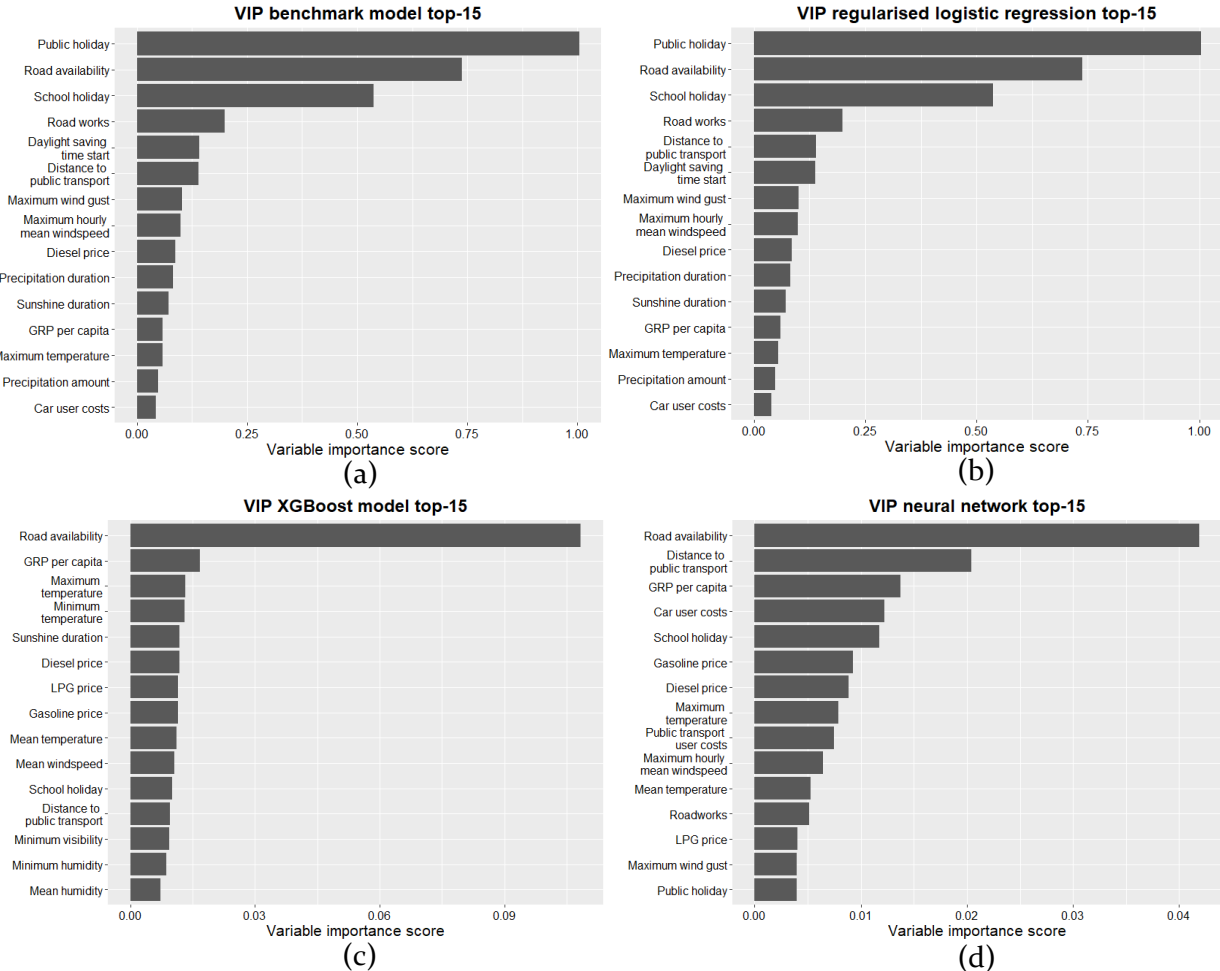 VIP benchmark model top-15
Public holiday
Road availability
School holiday
Road works
Daylight saving
time start
Distance to
public transport
Maximum wind gust
Maximum hourly
mean windspeed
Diesel price
Precipitation duration
Sunshine duration
GRP per capita
Maximum temperature
Precipitation amount
Car user costs
0.00 0.25 0.50 0.75 1.00
Variable importance score
(a)
VIP regularised logistic regression top-15
Public holiday
Road availability
School holiday
Road works
Distance to
public transport
Daylight saving
time start
Maximum wind gust
Maximum hourly
mean windspeed
Diesel price
Precipitation duration
Sunshine duration
GRP per capita
Maximum temperature
Precipitation amount
Car user costs
0.00 0.25 0.50 0.75 1.00
Variable importance score
(b)
VIP XGBoost model top-15
Road availability
GRP per capita
Maximum
temperature
Minimum
temperature
Sunshine duration
Diesel price
LPG price
Gasoline price
Mean temperature
Mean windspeed
School holiday
Distance to
public transport
Minimum visibility
Minimum humidity
Mean humidity
0.00 0.03 0.06 0.09
Variable importance score
(c)
VIP neural network top-15
Road availability
Distance to
public transport
GRP per capita
Car user costs
School holiday
Gasoline price
Diesel price
Maximum
temperature
Public transport
user costs
Maximum hourly
mean windspeed
Mean temperature
Roadworks
LPG price
Maximum wind gust
Public holiday
0.00 0.01 0.02 0.03 0.04
Variable importance score
(d)